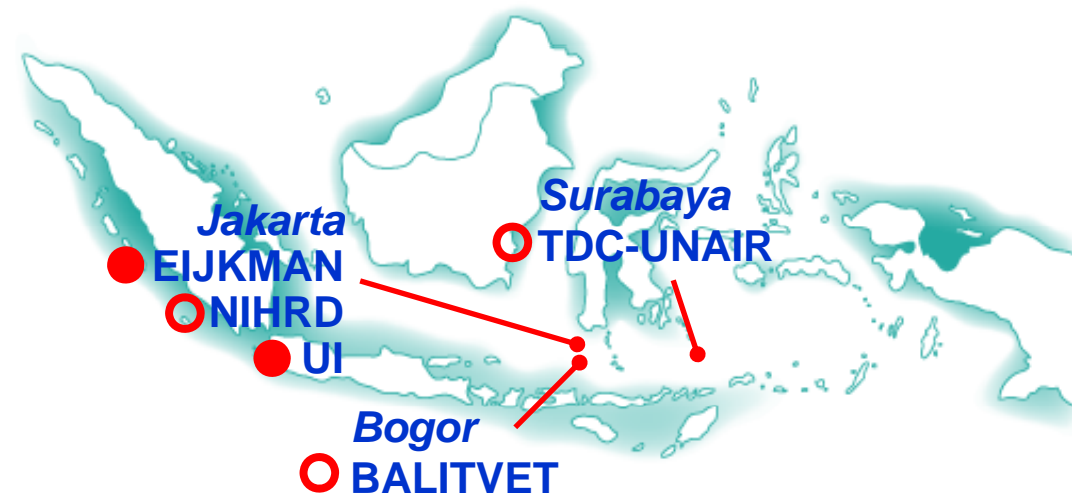 Jakarta
EIJKMAN
NIHRD
UI
Surabaya
TDC-UNAIR
Bogor
BALITVET